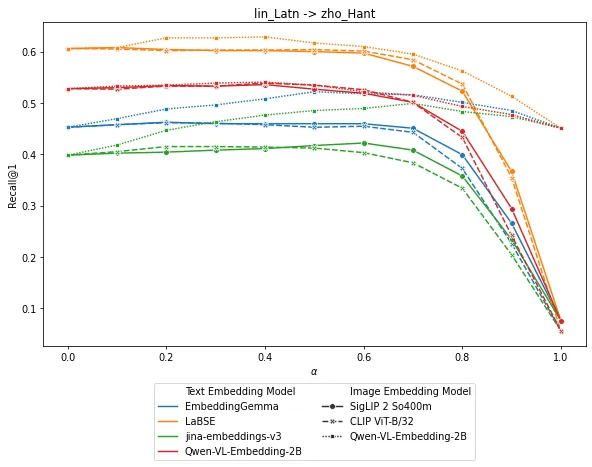 lin_Latn -> zho_Hant
Recall@1
0.6
0.5
0.4
0.3
0.2
0.1
0.0 0.2 0.4 0.6 0.8 1.0
α
Text Embedding Model Image Embedding Model
EmbeddingGemma SigLIP 2 So400m
LaBSE CLIP ViT-B/32
jina-embeddings-v3 Qwen-VL-Embedding-2B
Qwen-VL-Embedding-2B